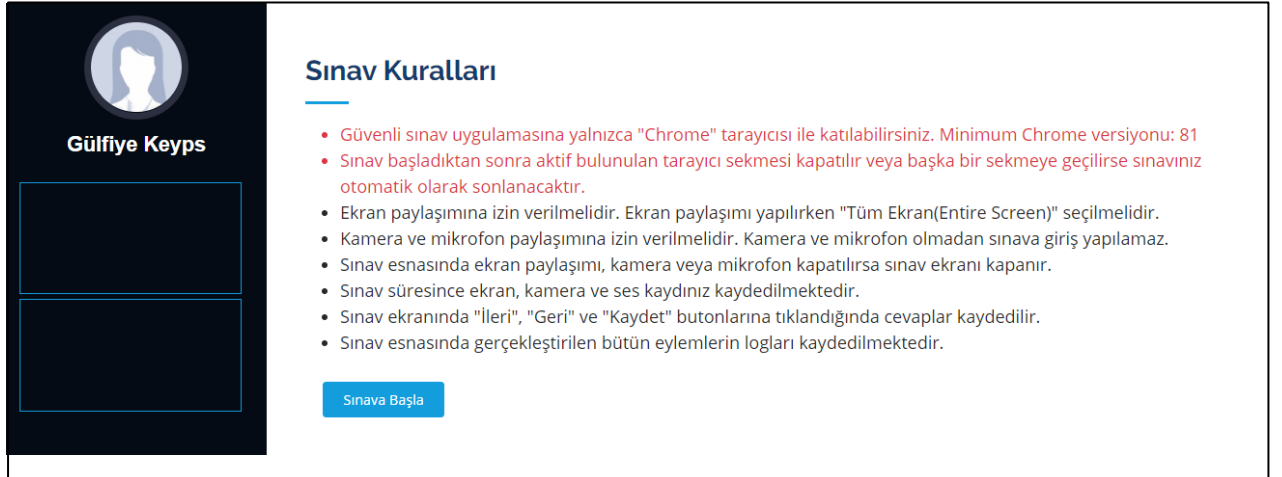 Gülfiye Keyps
Sınav Kuralları
• Güvenli sınav uygulamasına yalnızca "Chrome" tarayıcısı ile katılabilirsiniz. Minimum Chrome versiyonu: 81
• Sınav başladıktan sonra aktif bulunulan tarayıcı sekmesi kapatılır veya başka bir sekmeye geçilirse sınavınız
otomatik olarak sonlanacaktır.
• Ekran paylaşımına izin verilmelidir. Ekran paylaşımı yapılırken "Tüm Ekran(Entire Screen)" seçilmelidir.
• Kamera ve mikrofon paylaşımına izin verilmelidir. Kamera ve mikrofon olmadan sınava giriş yapılamaz.
• Sınav esnasında ekran paylaşımı, kamera veya mikrofon kapatılırsa sınav ekranı kapanır.
• Sınav süresince ekran, kamera ve ses kaydınız kaydedilmektedir.
• Sınav ekranında "İleri", "Geri" ve "Kaydet" butonlarına tıklandığında cevaplar kaydedilir.
• Sınav esnasında gerçekleştirilen bütün eylemlerin logları kaydedilmektedir.
Sınava Başla